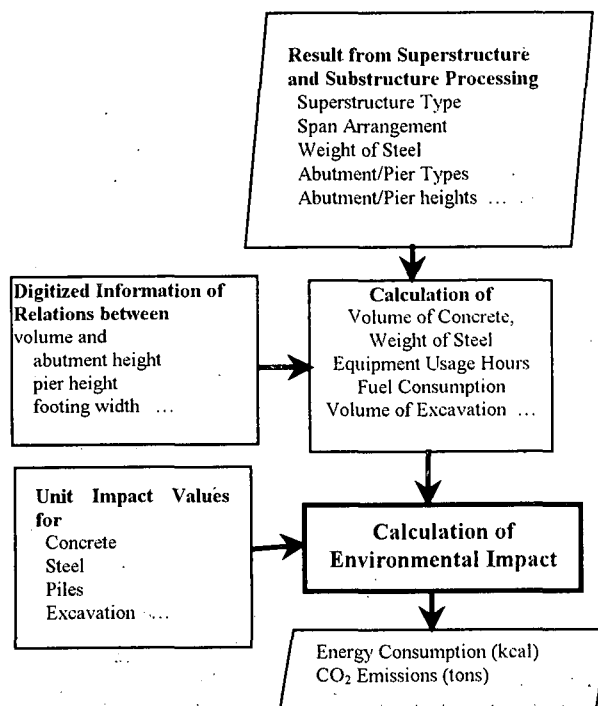 Result from Superstructure
and Substructure Processing
Superstructure Type
Span Arrangement
Weight of Steel
Abutment/Pier Types
Abutment/Pier heights ...
Digitized Information of
Relations between
volume and
abutment height
pier height
footing width ...
Calculation of
Volume of Concrete,
Weight of Steel
Equipment Usage Hours
Fuel Consumption
Volume of Excavation ...
Unit Impact Values
for
Concrete
Steel
Piles
Excavation ...
Calculation of
Environmental Impact
Energy Consumption (kcal)
CO₂ Emissions (tons)